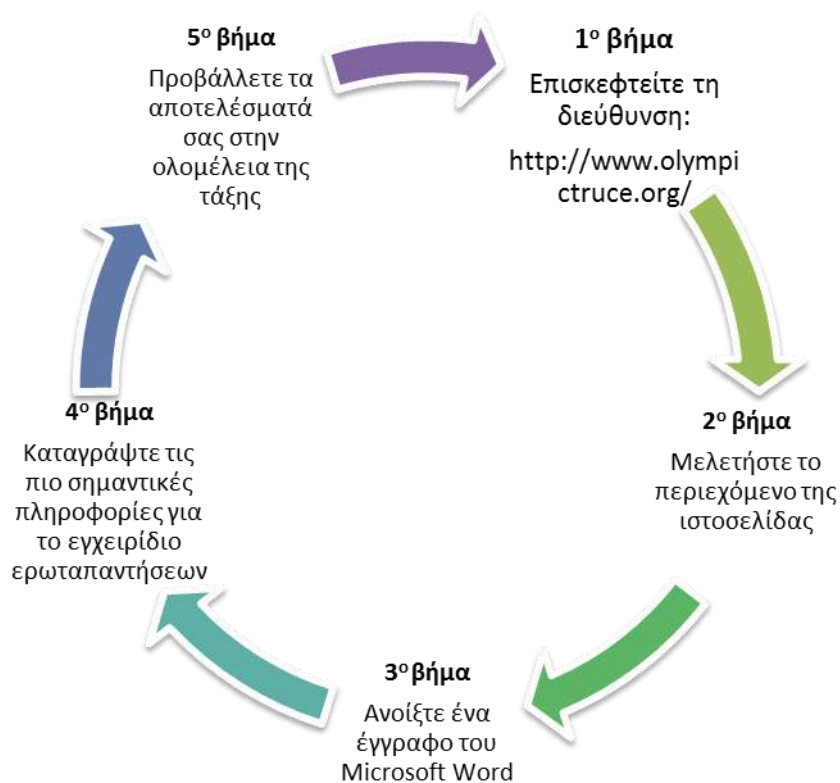 1ο βήμα
Επισκεφτείτε τη
διεύθυνση:
http://www.olympi
ctruce.org/
2ο βήμα
Μελετήστε το
περιεχόμενο της
ιστοσελίδας
3ο βήμα
Ανοίξτε ένα
έγγραφο του
Microsoft Word
4ο βήμα
Καταγράψτε τις
πιο σημαντικές
πληροφορίες για
το εγχειρίδιο
ερωταπαντήσεων
5ο βήμα
Προβάλλετε τα
αποτελέσματά
σας στην
ολομέλεια της
τάξης